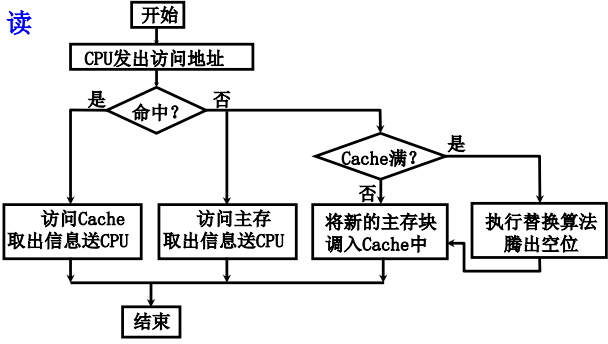 读
开始
CPU发出访问地址
命中?
是
否
Cache满?
是
否
访问Cache
取出信息送CPU
访问主存
取出信息送CPU
将新的主存块
调入Cache中
执行替换算法
腾出空位
结束